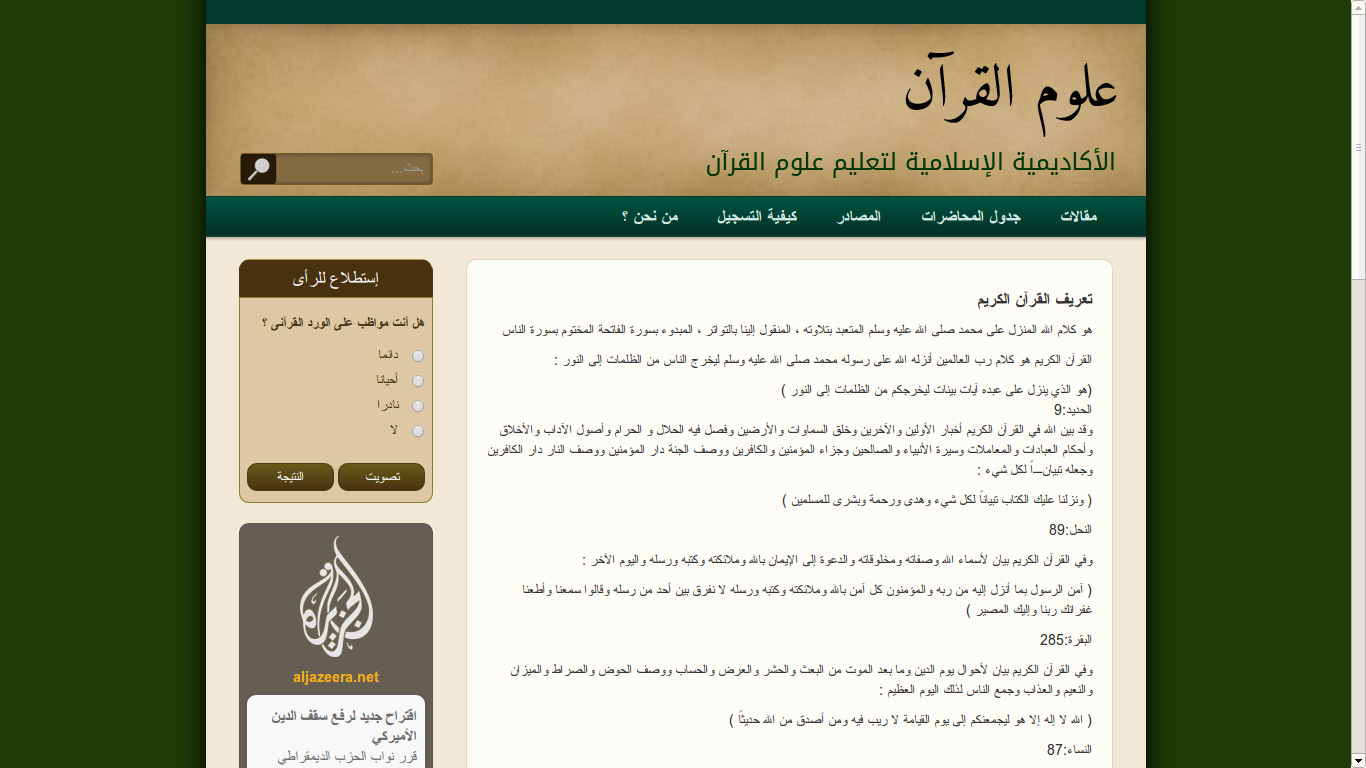 علوم القرآن
الأكاديمية الإسلامية لتعليم علوم القرآن
بحث...
مقالات
جدول المحاضرات
المصادر
كيفية التسجيل
من نحن ؟
تعريف القرآن الكريم
هو كلام الله المنزل على محمد صلى الله عليه وسلم المتعبد بتلاوته ، المنقول إلينا بالتواتر ، المبدوء بسورة الفاتحة المختوم بسورة الناس
القرآن الكريم هو كلام رب العالمين أنزله الله على رسوله محمد صلى الله عليه وسلم ليخرج الناس من الظلمات إلى النور :
(هو الذي ينزل على عبده آيات بينات ليخرجكم من الظلمات إلى النور )
الحديد:9
وقد بين الله في القرآن الكريم أخبار الأولين والآخرين وخلق السماوات والأرضين وفصل فيه الحلال و الحرام وأصول الآداب والأخلاق
وأحكام العبادات والمعاملات وسيرة الأنبياء والصالحين وجزاء المؤمنين والكافرين ووصف الجنة دار المؤمنين ووصف النار دار الكافرين
وجعله تبيان‍ـاً لكل شيء :
( ونزلنا عليك الكتاب تبياناً لكل شيء وهدى ورحمة وبشرى للمسلمين )
النحل:89
وفي القرآن الكريم بيان لأسماء الله وصفاته ومخلوقاته والدعوة إلى الإيمان بالله وملائكته وكتبه ورسله واليوم الآخر :
( آمن الرسول بما أنزل إليه من ربه والمؤمنون كل آمن بالله وملائكته وكتبه ورسله لا نفرق بين أحد من رسله وقالوا سمعنا وأطعنا
غفرانك ربنا وإليك المصير )
البقرة:285
وفي القرآن الكريم بيان لأحوال يوم الدين وما بعد الموت من البعث والحشر والعرض والحساب ووصف الحوض والصراط والميزان
والنعيم والعذاب وجمع الناس لذلك اليوم العظيم :
( الله لا إله إلا هو ليجمعنكم إلى يوم القيامة لا ريب فيه ومن أصدق من الله حديثًا )
النساء:87
إستطلاع للرأى
هل أنت مواظب على الورد القرآنى ؟
دائما
أحيانا
نادرا
لا
تصويت
النتيجة
الجزيرة
aljazeera.net
اقتراح جديد لرفع سقف الدين
الأميركي
قرر نواب الحزب الديمقراطي